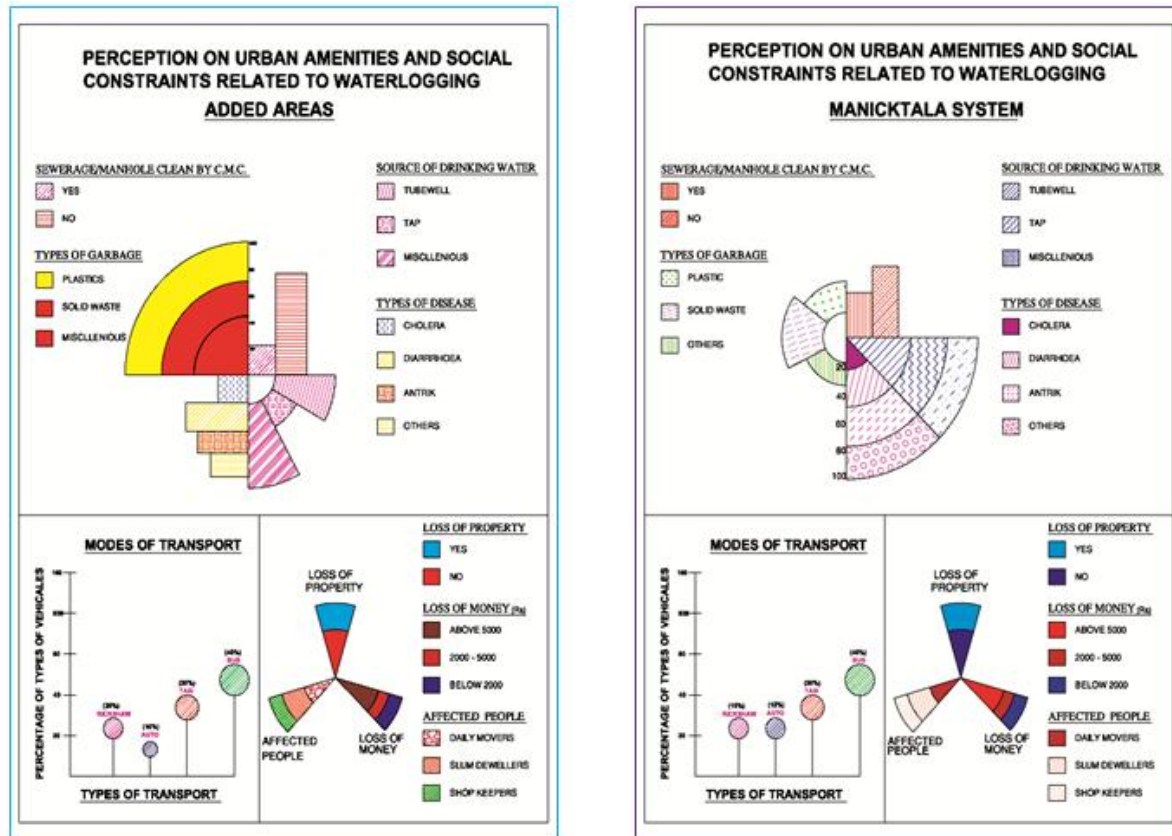 PERCEPTION ON URBAN AMENITIES AND SOCIAL
CONSTRAINTS RELATED TO WATERLOGGING
ADDED AREAS
SEWERAGE/MANHOLE CLEAN BY C.M.C.
YES
NO
TYPES OF GARBAGE
PLASTICS
SOLID WASTE
MISCLLENIOUS
SOURCE OF DRINKING WATER
TUBEWELL
TAP
MISCLLENIOUS
TYPES OF DISEASE
CHOLERA
DIARRRHOEA
ANTRIK
OTHERS
MODES OF TRANSPORT
PERCENTAGE OF TYPES OF VEHICALES
20
40
60
RICKSHAW
AUTO
TAXI
BUS
TYPES OF TRANSPORT
LOSS OF
PROPERTY
AFFECTED
PEOPLE
LOSS OF
MONEY
LOSS OF PROPERTY
YES
NO
LOSS OF MONEY (Rs)
ABOVE 5000
2000 - 5000
BELOW 2000
AFFECTED PEOPLE
DAILY MOVERS
SLUM DEWELLERS
SHOP KEEPERS
PERCEPTION ON URBAN AMENITIES AND SOCIAL
CONSTRAINTS RELATED TO WATERLOGGING
MANICKTALA SYSTEM
SEWERAGE/MANHOLE CLEAN BY C.M.C.
YES
NO
TYPES OF GARBAGE
PLASTIC
SOLID WASTE
OTHERS
SOURCE OF DRINKING WATER
TUBEWELL
TAP
MISCLLENIOUS
TYPES OF DISEASE
CHOLERA
DIARRHOEA
ANTRIK
OTHERS
20
40
60
80
100
MODES OF TRANSPORT
PERCENTAGE OF TYPES OF VEHICALES
20
40
60
RICKSHAW
AUTO
TAXI
BUS
TYPES OF TRANSPORT
LOSS OF
PROPERTY
AFFECTED
PEOPLE
LOSS OF
MONEY
LOSS OF PROPERTY
YES
NO
LOSS OF MONEY (Rs)
ABOVE 5000
2000 - 5000
BELOW 2000
AFFECTED PEOPLE
DAILY MOVERS
SLUM DEWELLERS
SHOP KEEPERS